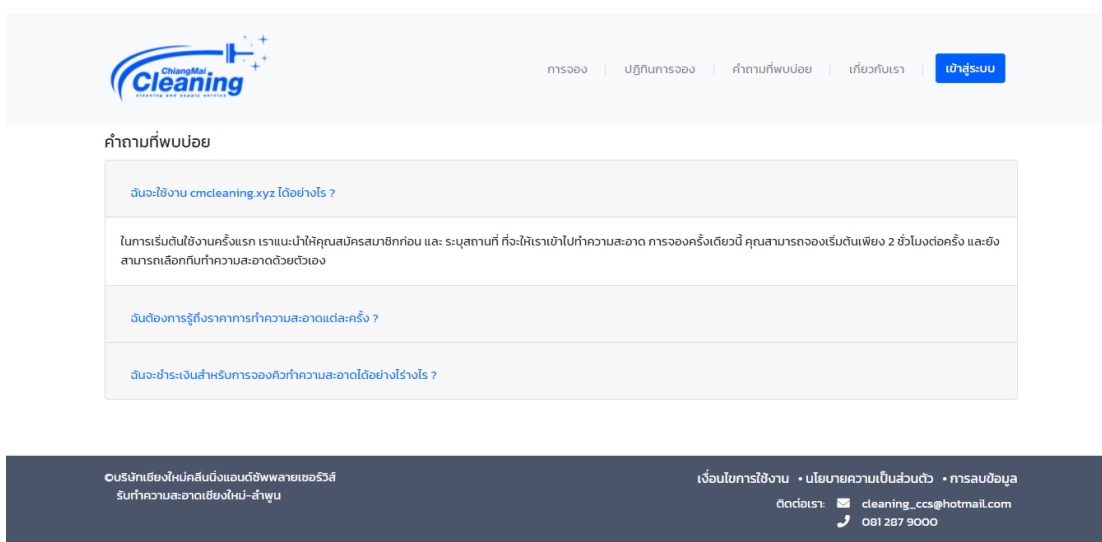 ChiangMai
Cleaning
cleaning and supply service
การจอง
ปฏิทินการจอง
คำถามที่พบบ่อย
เกี่ยวกับเรา
เข้าสู่ระบบ
คำถามที่พบบ่อย
ฉันจะใช้งาน cmcleaning.xyz ได้อย่างไร ?
ในการเริ่มต้นใช้งานครั้งแรก เราแนะนำให้คุณสมัครสมาชิกก่อน และ ระบุสถานที่ ที่จะให้เราเข้าไปทำความสะอาด การจองครั้งเดียวนี้ คุณสามารถจองเริ่มต้นเพียง 2 ชั่วโมงต่อครั้ง และยัง
สามารถเลือกทีมทำความสะอาดด้วยตัวเอง
ฉันต้องการรู้ถึงราคาการทำความสะอาดแต่ละครั้ง ?
ฉันจะชำระเงินสำหรับการจองคิวทำความสะอาดได้อย่างไร่างไร ?
©บริษัทเชียงใหม่คลีนนิ่งแอนด์ซัพพลายเซอร์วิส
รับทำความสะอาดเชียงใหม่-ลำพูน
เงื่อนไขการใช้งาน • นโยบายความเป็นส่วนตัว • การลบข้อมูล
ติดต่อเรา: cleaning_ccs@hotmail.com
081 287 9000